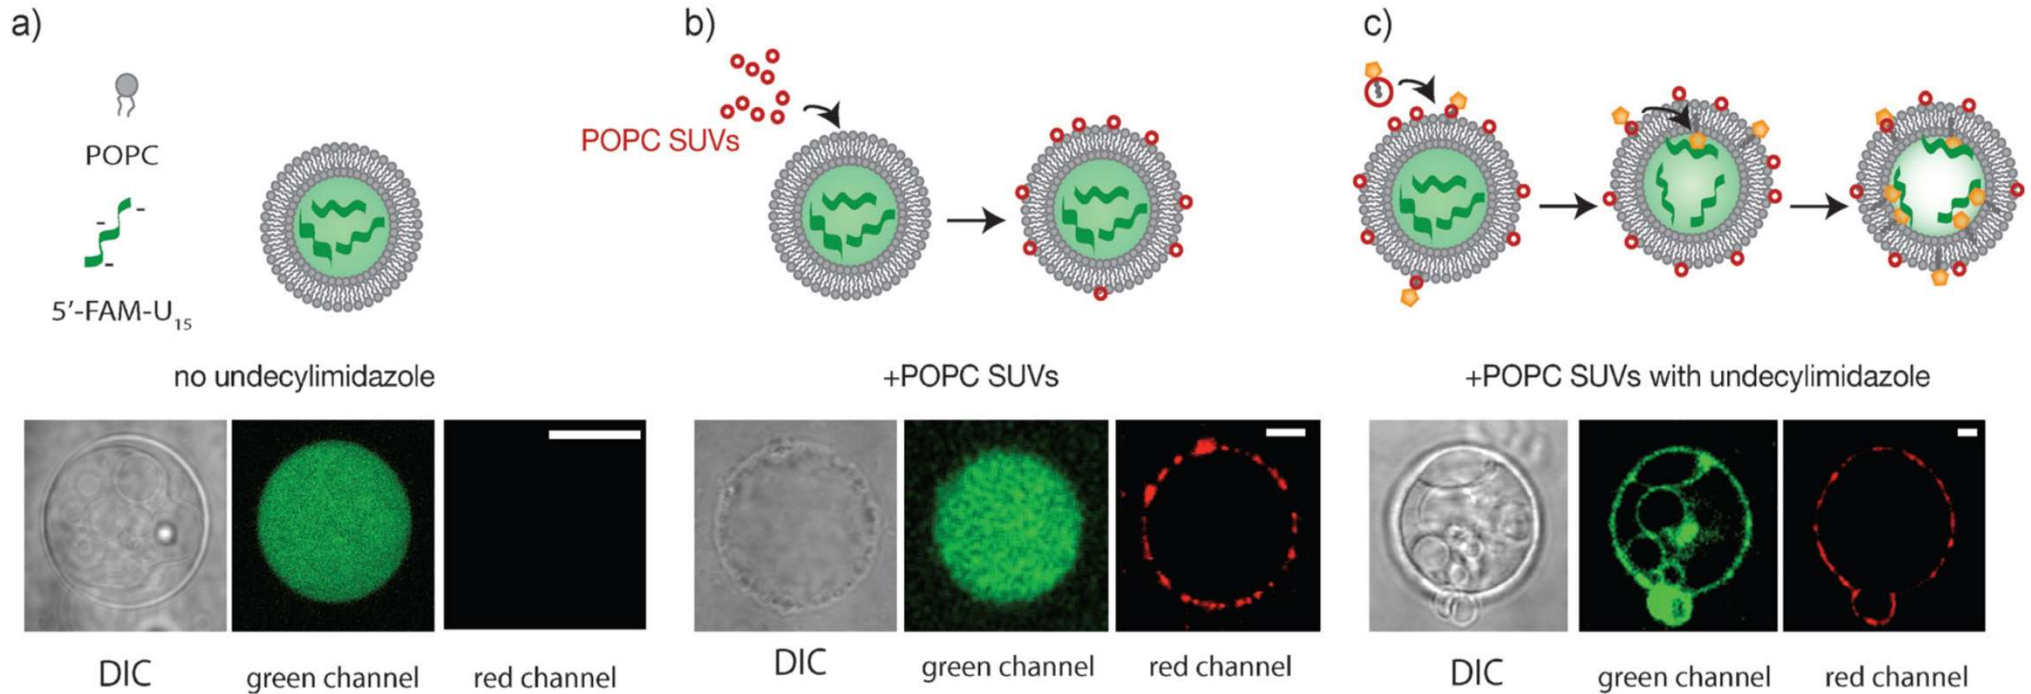 a)
POPC
5′-FAM-U15
no undecylimidazole
DIC
green channel
red channel
b)
POPC SUVs
+POPC SUVs
DIC
green channel
red channel
c)
+POPC SUVs with undecylimidazole
DIC
green channel
red channel